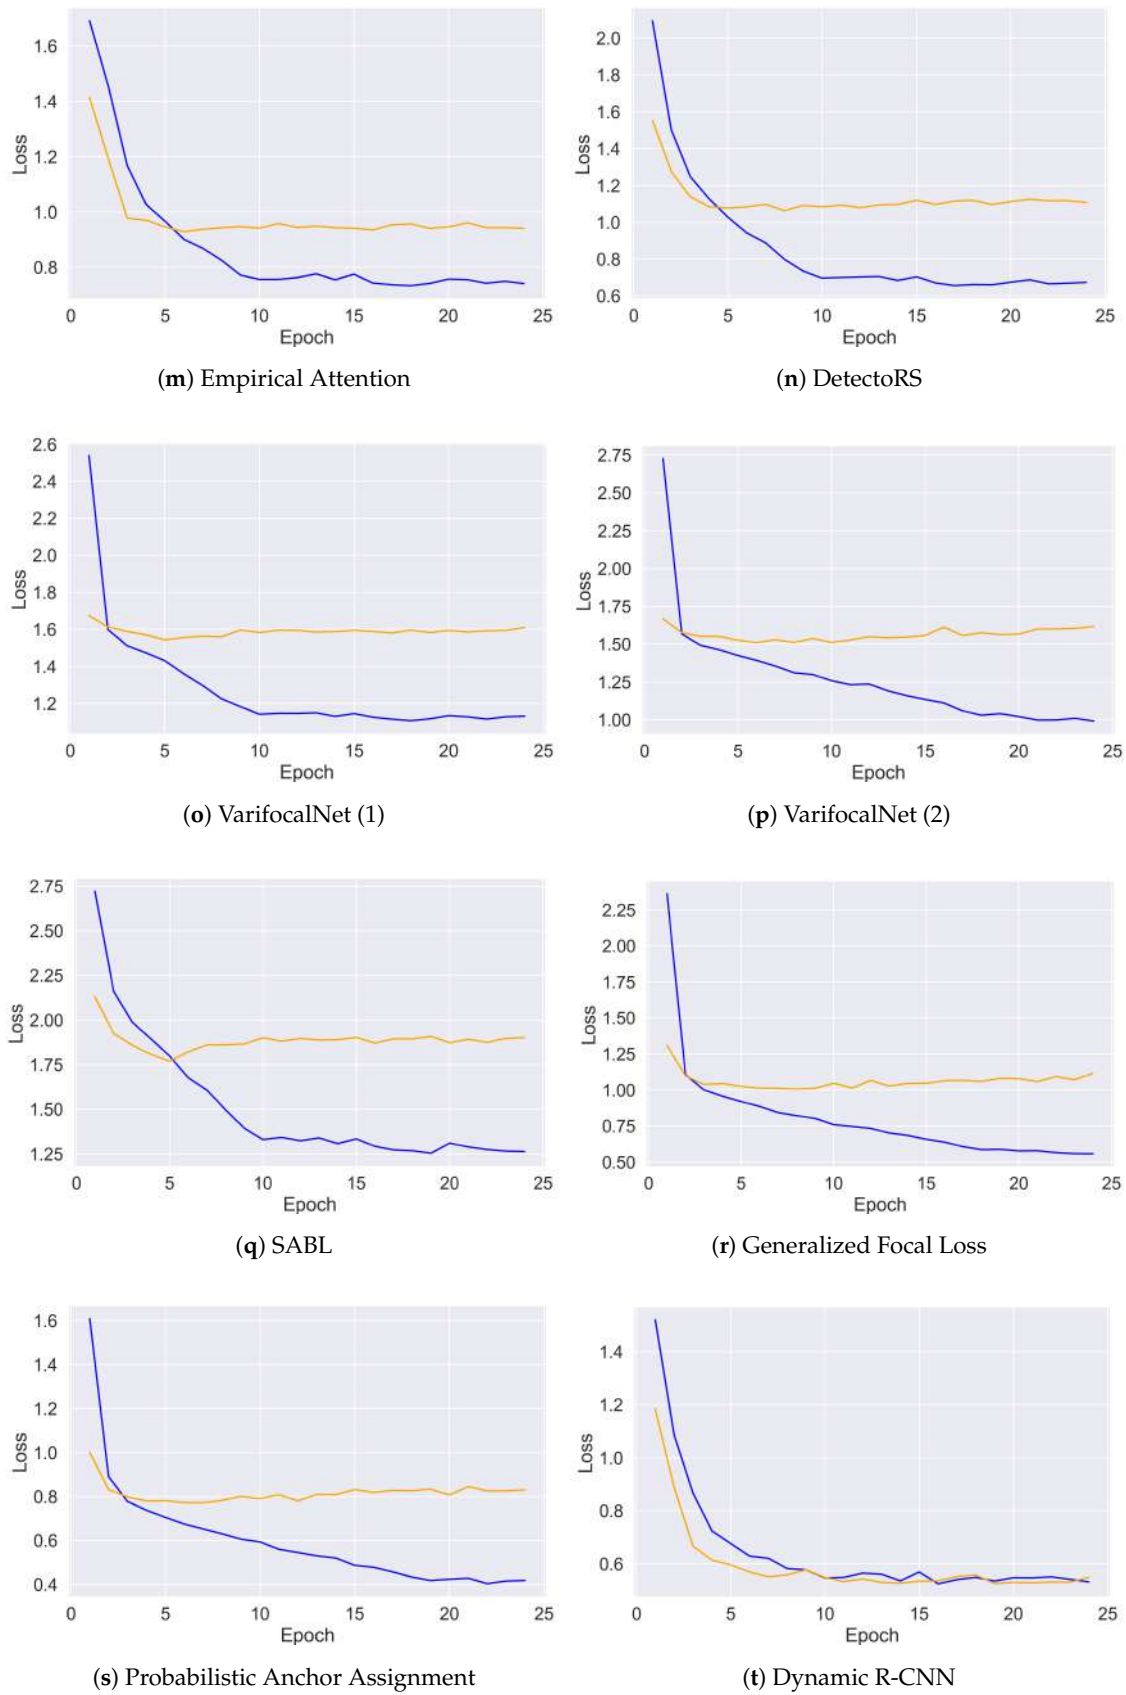 1.6
1.4
1.2
1.0
0.8
Loss
0 5 10 15 20 25
Epoch
(m) Empirical Attention
2.0
1.8
1.6
1.4
1.2
1.0
0.8
0.6
Loss
0 5 10 15 20 25
Epoch
(n) DetectoRS
2.6
2.4
2.2
2.0
1.8
1.6
1.4
1.2
Loss
0 5 10 15 20 25
Epoch
(o) VarifocalNet (1)
2.75
2.50
2.25
2.00
1.75
1.50
1.25
1.00
Loss
0 5 10 15 20 25
Epoch
(p) VarifocalNet (2)
2.75
2.50
2.25
2.00
1.75
1.50
1.25
Loss
0 5 10 15 20 25
Epoch
(q) SABL
2.25
2.00
1.75
1.50
1.25
1.00
0.75
0.50
Loss
0 5 10 15 20 25
Epoch
(r) Generalized Focal Loss
1.6
1.4
1.2
1.0
0.8
0.6
0.4
Loss
0 5 10 15 20 25
Epoch
(s) Probabilistic Anchor Assignment
1.4
1.2
1.0
0.8
0.6
Loss
0 5 10 15 20 25
Epoch
(t) Dynamic R-CNN